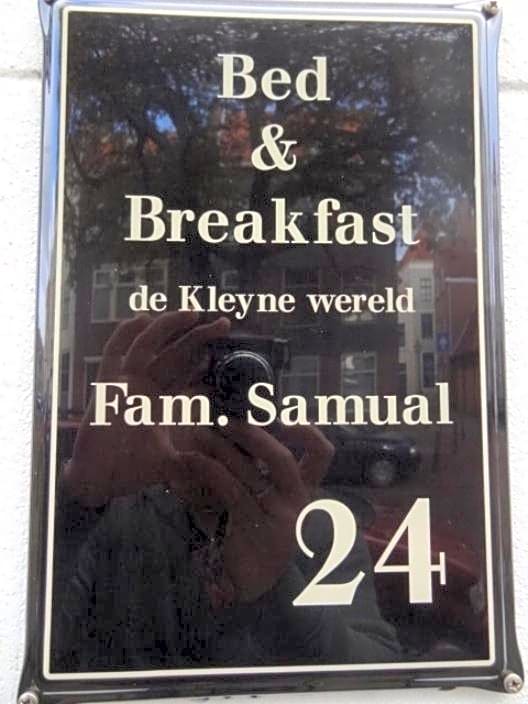 Bed
&
Breakfast
de Kleyne wereld
Fam. Samual
24